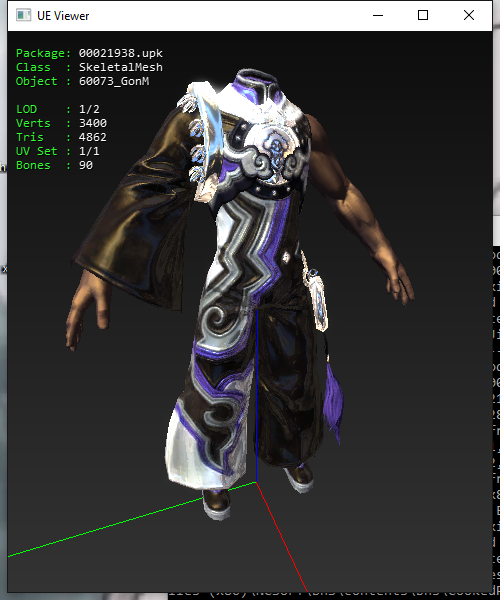 UE Viewer
Package: 00021938.upk
Class  : SkeletalMesh
Object : 60073_GonM
LOD    : 1/2
Verts  : 3400
Tris   : 4862
UV Set : 1/1
Bones  : 90